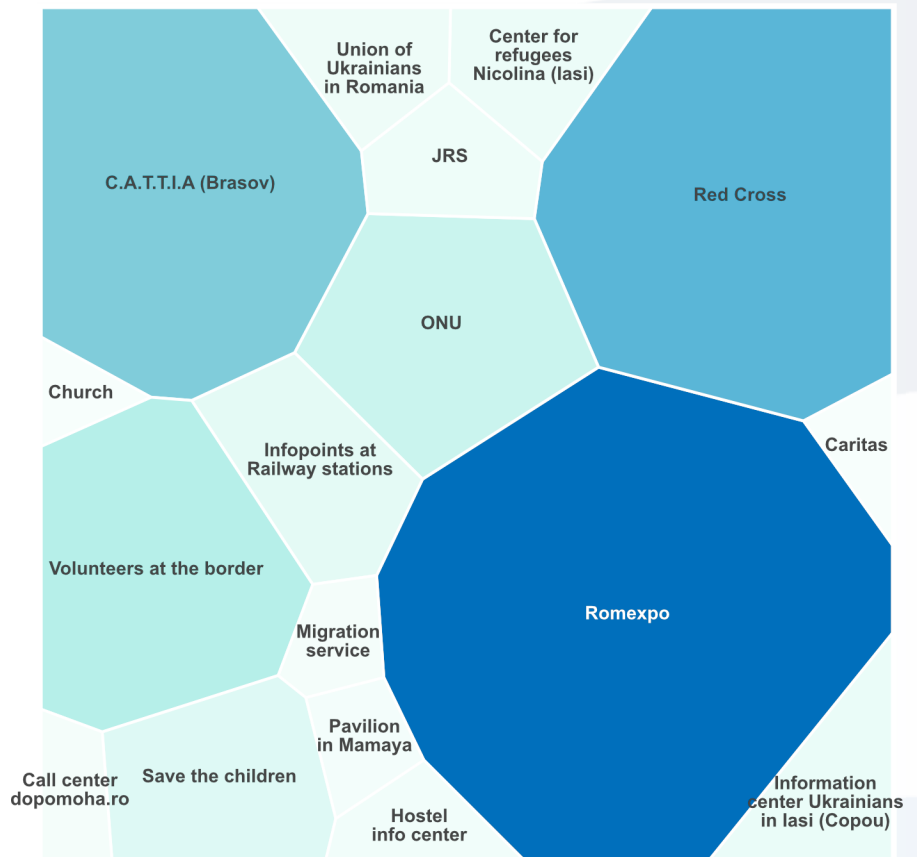 Union of
Ukrainians
in Romania
Center for
refugees
Nicolina (Iasi)
JRS
C.A.T.T.I.A (Brasov)
Red Cross
ONU
Church
Caritas
Infopoints at
Railway stations
Volunteers at the border
Romexpo
Migration
service
Pavilion
in Mamaya
Call center
dopomoha.ro
Save the children
Information
center Ukrainians
in Iasi (Copou)
Hostel
info center